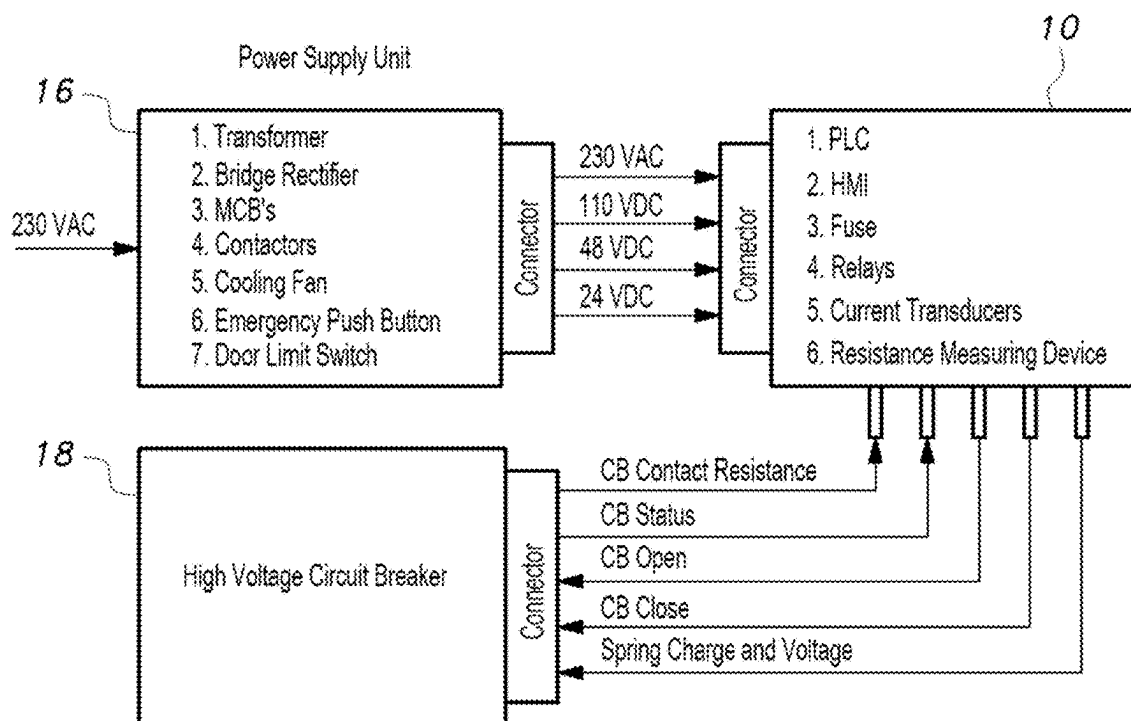 Power Supply Unit
10
16
1. Transformer
2. Bridge Rectifier
3. MCB's
4. Contactors
5. Cooling Fan
6. Emergency Push Button
7. Door Limit Switch
230 VAC
Connector
230 VAC
110 VDC
48 VDC
24 VDC
Connector
1. PLC
2. HMI
3. Fuse
4. Relays
5. Current Transducers
6. Resistance Measuring Device
18
High Voltage Circuit Breaker
Connector
CB Contact Resistance
CB Status
CB Open
CB Close
Spring Charge and Voltage